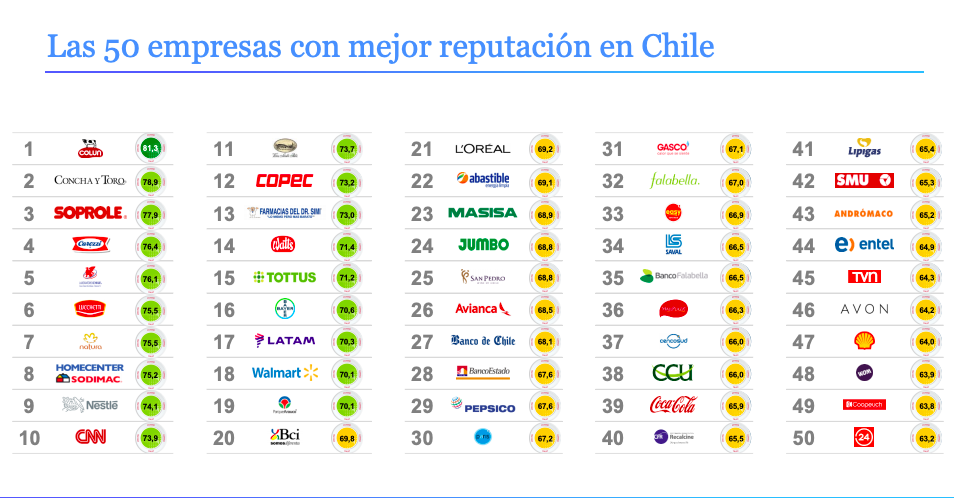 Las 50 empresas con mejor reputación en Chile
1 COLUN 81,3
2 CONCHA Y TORO 78,9
3 SOPROLE 77,9
4 Carozzi 76,4
5 76,1
6 LUCCHETTI 75,5
7 natura 75,5
8 HOMECENTER SODIMAC 75,2
9 Nestlé 74,1
10 CNN 73,9
11 73,7
12 COPEC 73,2
13 FARMACIAS DEL DR. SIMI 73,0
14 Watt's 71,4
15 TOTTUS 71,2
16 BAYER 70,6
17 LATAM 70,3
18 Walmart 70,1
19 70,1
20 Bci 69,8
21 L'ORÉAL 69,2
22 abastible energía limpia 69,1
23 MASISA 68,9
24 JUMBO 68,8
25 SAN PEDRO 68,8
26 Avianca 68,5
27 Banco de Chile 68,1
28 BancoEstado 67,6
29 PEPSICO 67,6
30 67,2
31 GASCO 67,1
32 falabella. 67,0
33 easy 66,9
34 LS SAVAL 66,5
35 Banco Falabella 66,5
36 66,3
37 cencosud 66,0
38 CCU 66,0
39 Coca-Cola 65,9
40 Recalcine 65,5
41 Lipigas 65,4
42 SMU 65,3
43 ANDRÓMACO 65,2
44 e) entel 64,9
45 TVN 64,3
46 AVON 64,2
47 64,0
48 WOM 63,9
49 Coopeuch 63,8
50 24 63,2